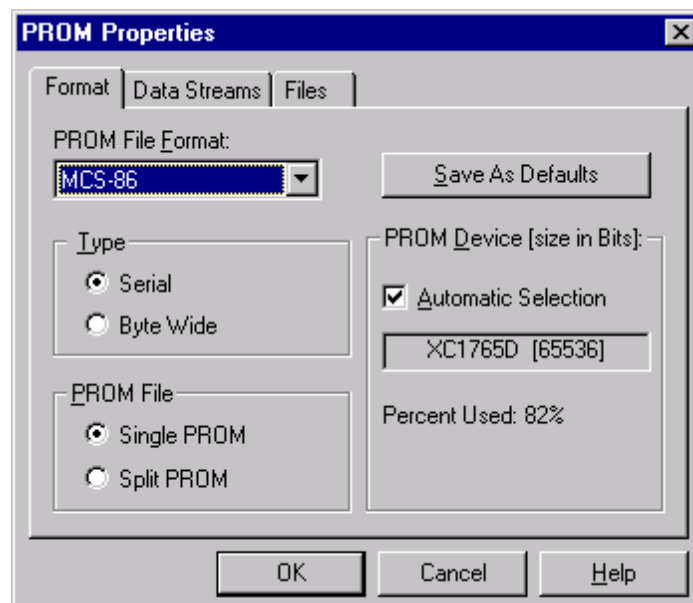 PROM Properties
Format
Data Streams
Files
PROM File Format:
MCS-86
Save As Defaults
Type
Serial
Byte Wide
PROM Device [size in Bits]:
Automatic Selection
XC1765D [65536]
Percent Used: 82%
PROM File
Single PROM
Split PROM
OK
Cancel
Help